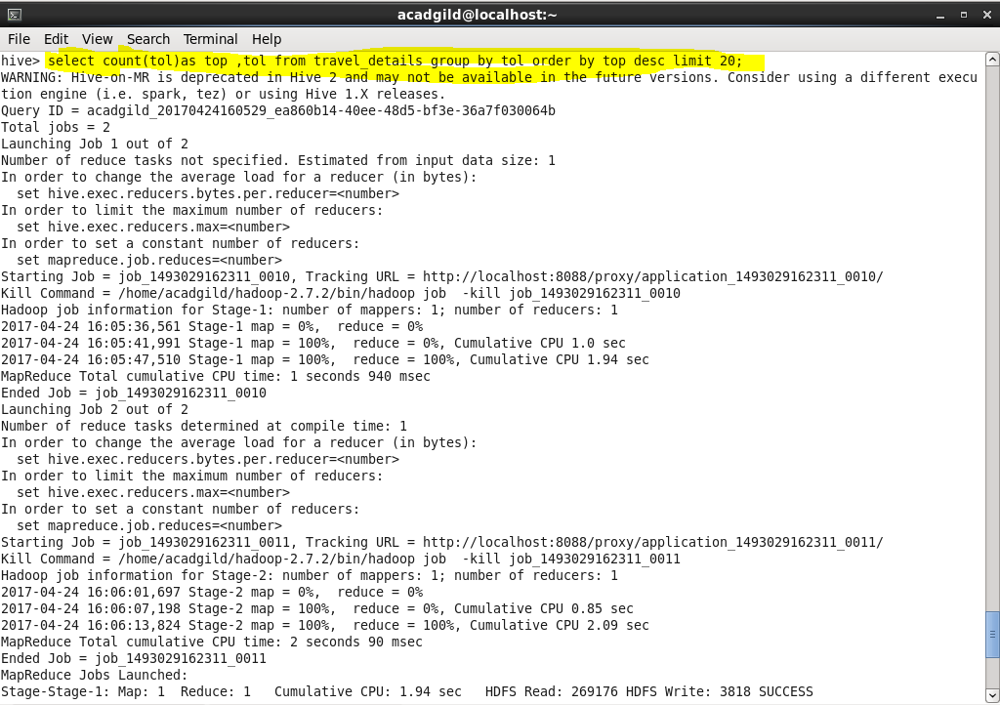 acadgild@localhost:~
File Edit View Search Terminal Help
hive> select count(tol)as top ,tol from travel_details group by tol order by top desc limit 20;
WARNING: Hive-on-MR is deprecated in Hive 2 and may not be available in the future versions. Consider using a different execu
tion engine (i.e. spark, tez) or using Hive 1.X releases.
Query ID = acadgild_20170424160529_ea860b14-40ee-48d5-bf3e-36a7f030064b
Total jobs = 2
Launching Job 1 out of 2
Number of reduce tasks not specified. Estimated from input data size: 1
In order to change the average load for a reducer (in bytes):
  set hive.exec.reducers.bytes.per.reducer=<number>
In order to limit the maximum number of reducers:
  set hive.exec.reducers.max=<number>
In order to set a constant number of reducers:
  set mapreduce.job.reduces=<number>
Starting Job = job_1493029162311_0010, Tracking URL = http://localhost:8088/proxy/application_1493029162311_0010/
Kill Command = /home/acadgild/hadoop-2.7.2/bin/hadoop job  -kill job_1493029162311_0010
Hadoop job information for Stage-1: number of mappers: 1; number of reducers: 1
2017-04-24 16:05:36,561 Stage-1 map = 0%,  reduce = 0%
2017-04-24 16:05:41,991 Stage-1 map = 100%,  reduce = 0%, Cumulative CPU 1.0 sec
2017-04-24 16:05:47,510 Stage-1 map = 100%,  reduce = 100%, Cumulative CPU 1.94 sec
MapReduce Total cumulative CPU time: 1 seconds 940 msec
Ended Job = job_1493029162311_0010
Launching Job 2 out of 2
Number of reduce tasks determined at compile time: 1
In order to change the average load for a reducer (in bytes):
  set hive.exec.reducers.bytes.per.reducer=<number>
In order to limit the maximum number of reducers:
  set hive.exec.reducers.max=<number>
In order to set a constant number of reducers:
  set mapreduce.job.reduces=<number>
Starting Job = job_1493029162311_0011, Tracking URL = http://localhost:8088/proxy/application_1493029162311_0011/
Kill Command = /home/acadgild/hadoop-2.7.2/bin/hadoop job  -kill job_1493029162311_0011
Hadoop job information for Stage-2: number of mappers: 1; number of reducers: 1
2017-04-24 16:06:01,697 Stage-2 map = 0%,  reduce = 0%
2017-04-24 16:06:07,198 Stage-2 map = 100%,  reduce = 0%, Cumulative CPU 0.85 sec
2017-04-24 16:06:13,824 Stage-2 map = 100%,  reduce = 100%, Cumulative CPU 2.09 sec
MapReduce Total cumulative CPU time: 2 seconds 90 msec
Ended Job = job_1493029162311_0011
MapReduce Jobs Launched:
Stage-Stage-1: Map: 1  Reduce: 1   Cumulative CPU: 1.94 sec   HDFS Read: 269176 HDFS Write: 3818 SUCCESS